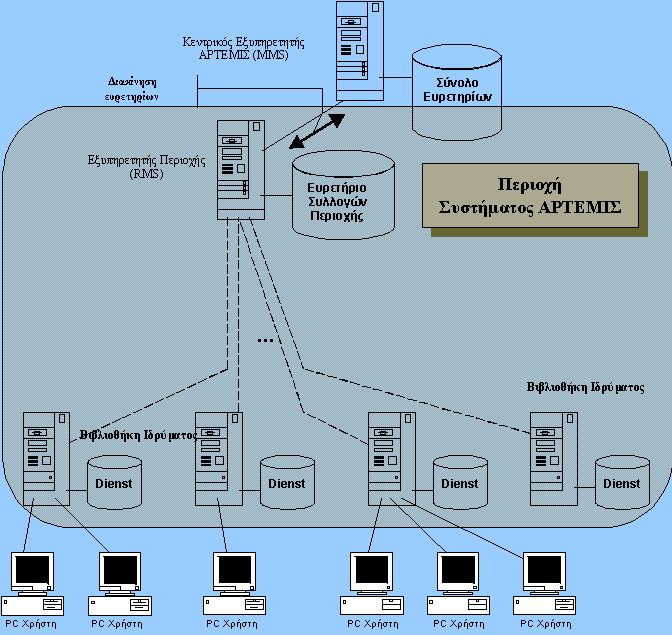 Κεντρικός Εξυπηρετητής
ΑΡΤΕΜΙΣ (MMS)
Διανάηση
ευρετηρίων
Σύνολο
Ευρετηρίων
Εξυπηρετητής Περιοχής
(RMS)
Ευρετήριο
Συλλογών
Περιοχής
Περιοχή
Συστήματος ΑΡΤΕΜΙΣ
...
Βιβλιοθήκη Ιδρύματος
Βιβλιοθήκη Ιδρύματος
Dienst
Dienst
Dienst
Dienst
PC Χρήστη
PC Χρήστη
PC Χρήστη
PC Χρήστη
PC Χρήστη
PC Χρήστη